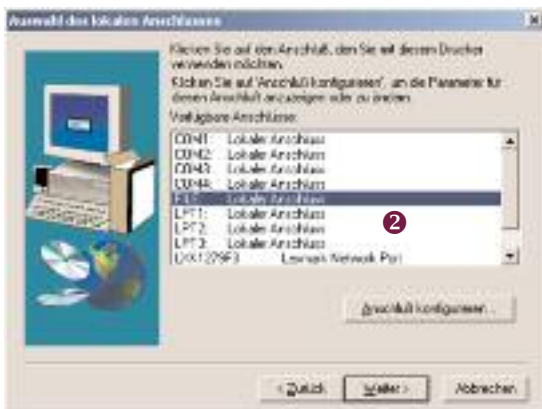 Auswahl des lokalen Anschlusses
Klicken Sie auf den Anschluß, den Sie mit diesem Drucker
verwenden möchten.
Klicken Sie auf 'Anschluß konfigurieren', um die Parameter für
diesen Anschluß anzuzeigen oder zu ändern.
Verfügbare Anschlüsse:
COM1: Lokaler Anschluss
COM2: Lokaler Anschluss
COM3: Lokaler Anschluss
COM4: Lokaler Anschluss
FILE: Lokaler Anschluss
LPT1: Lokaler Anschluss
LPT2: Lokaler Anschluss
LPT3: Lokaler Anschluss
Lexmark Network Port
2
Anschluß konfigurieren...
< Zurück
Weiter >
Abbrechen